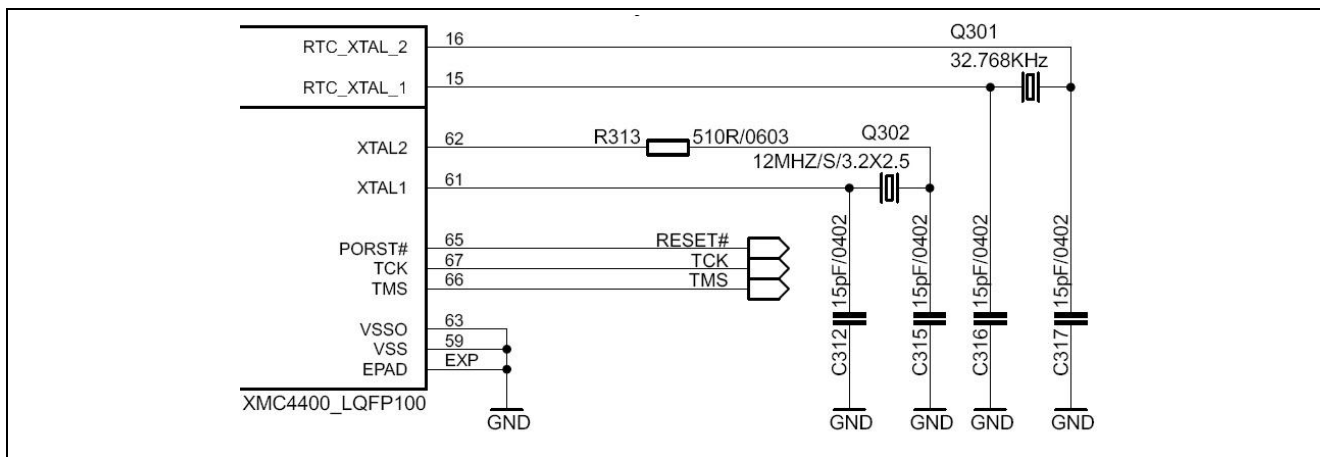 RTC_XTAL_2 16 Q301
32.768KHz
RTC_XTAL_1 15
XTAL2 62 R313 510R/0603 Q302
12MHZ/S/3.2X2.5
XTAL1 61
PORST# 65 RESET#
TCK 67 TCK
TMS 66 TMS
VSSO 63
VSS 59
EPAD EXP
C312 15pF/0402
C315 15pF/0402
C316 15pF/0402
C317 15pF/0402
XMC4400_LQFP100
GND GND GND GND GND